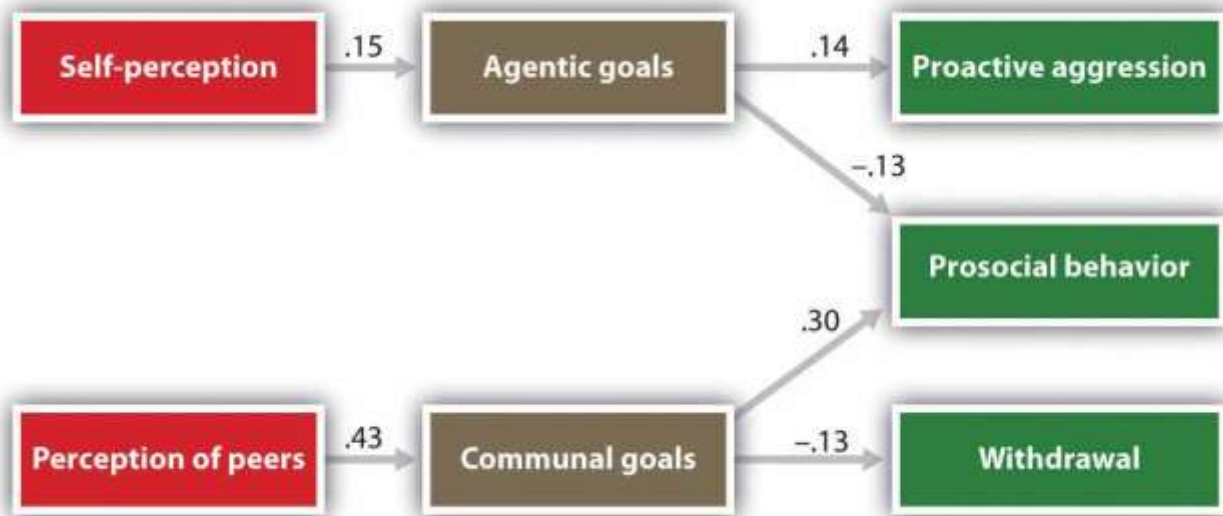 Self-perception
.15
Agentic goals
.14
Proactive aggression
–.13
Prosocial behavior
.30
Perception of peers
.43
Communal goals
–.13
Withdrawal